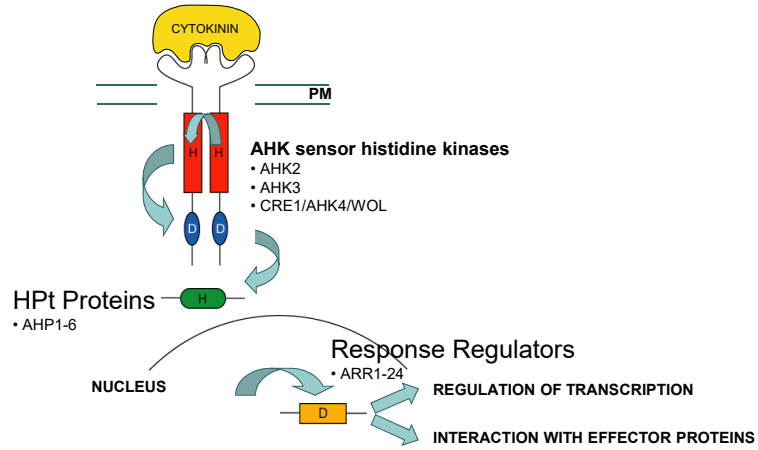 CYTOKININ
PM
H H
AHK sensor histidine kinases
• AHK2
• AHK3
• CRE1/AHK4/WOL
D D
HPt Proteins
H
• AHP1-6
Response Regulators
• ARR1-24
NUCLEUS
REGULATION OF TRANSCRIPTION
D
INTERACTION WITH EFFECTOR PROTEINS